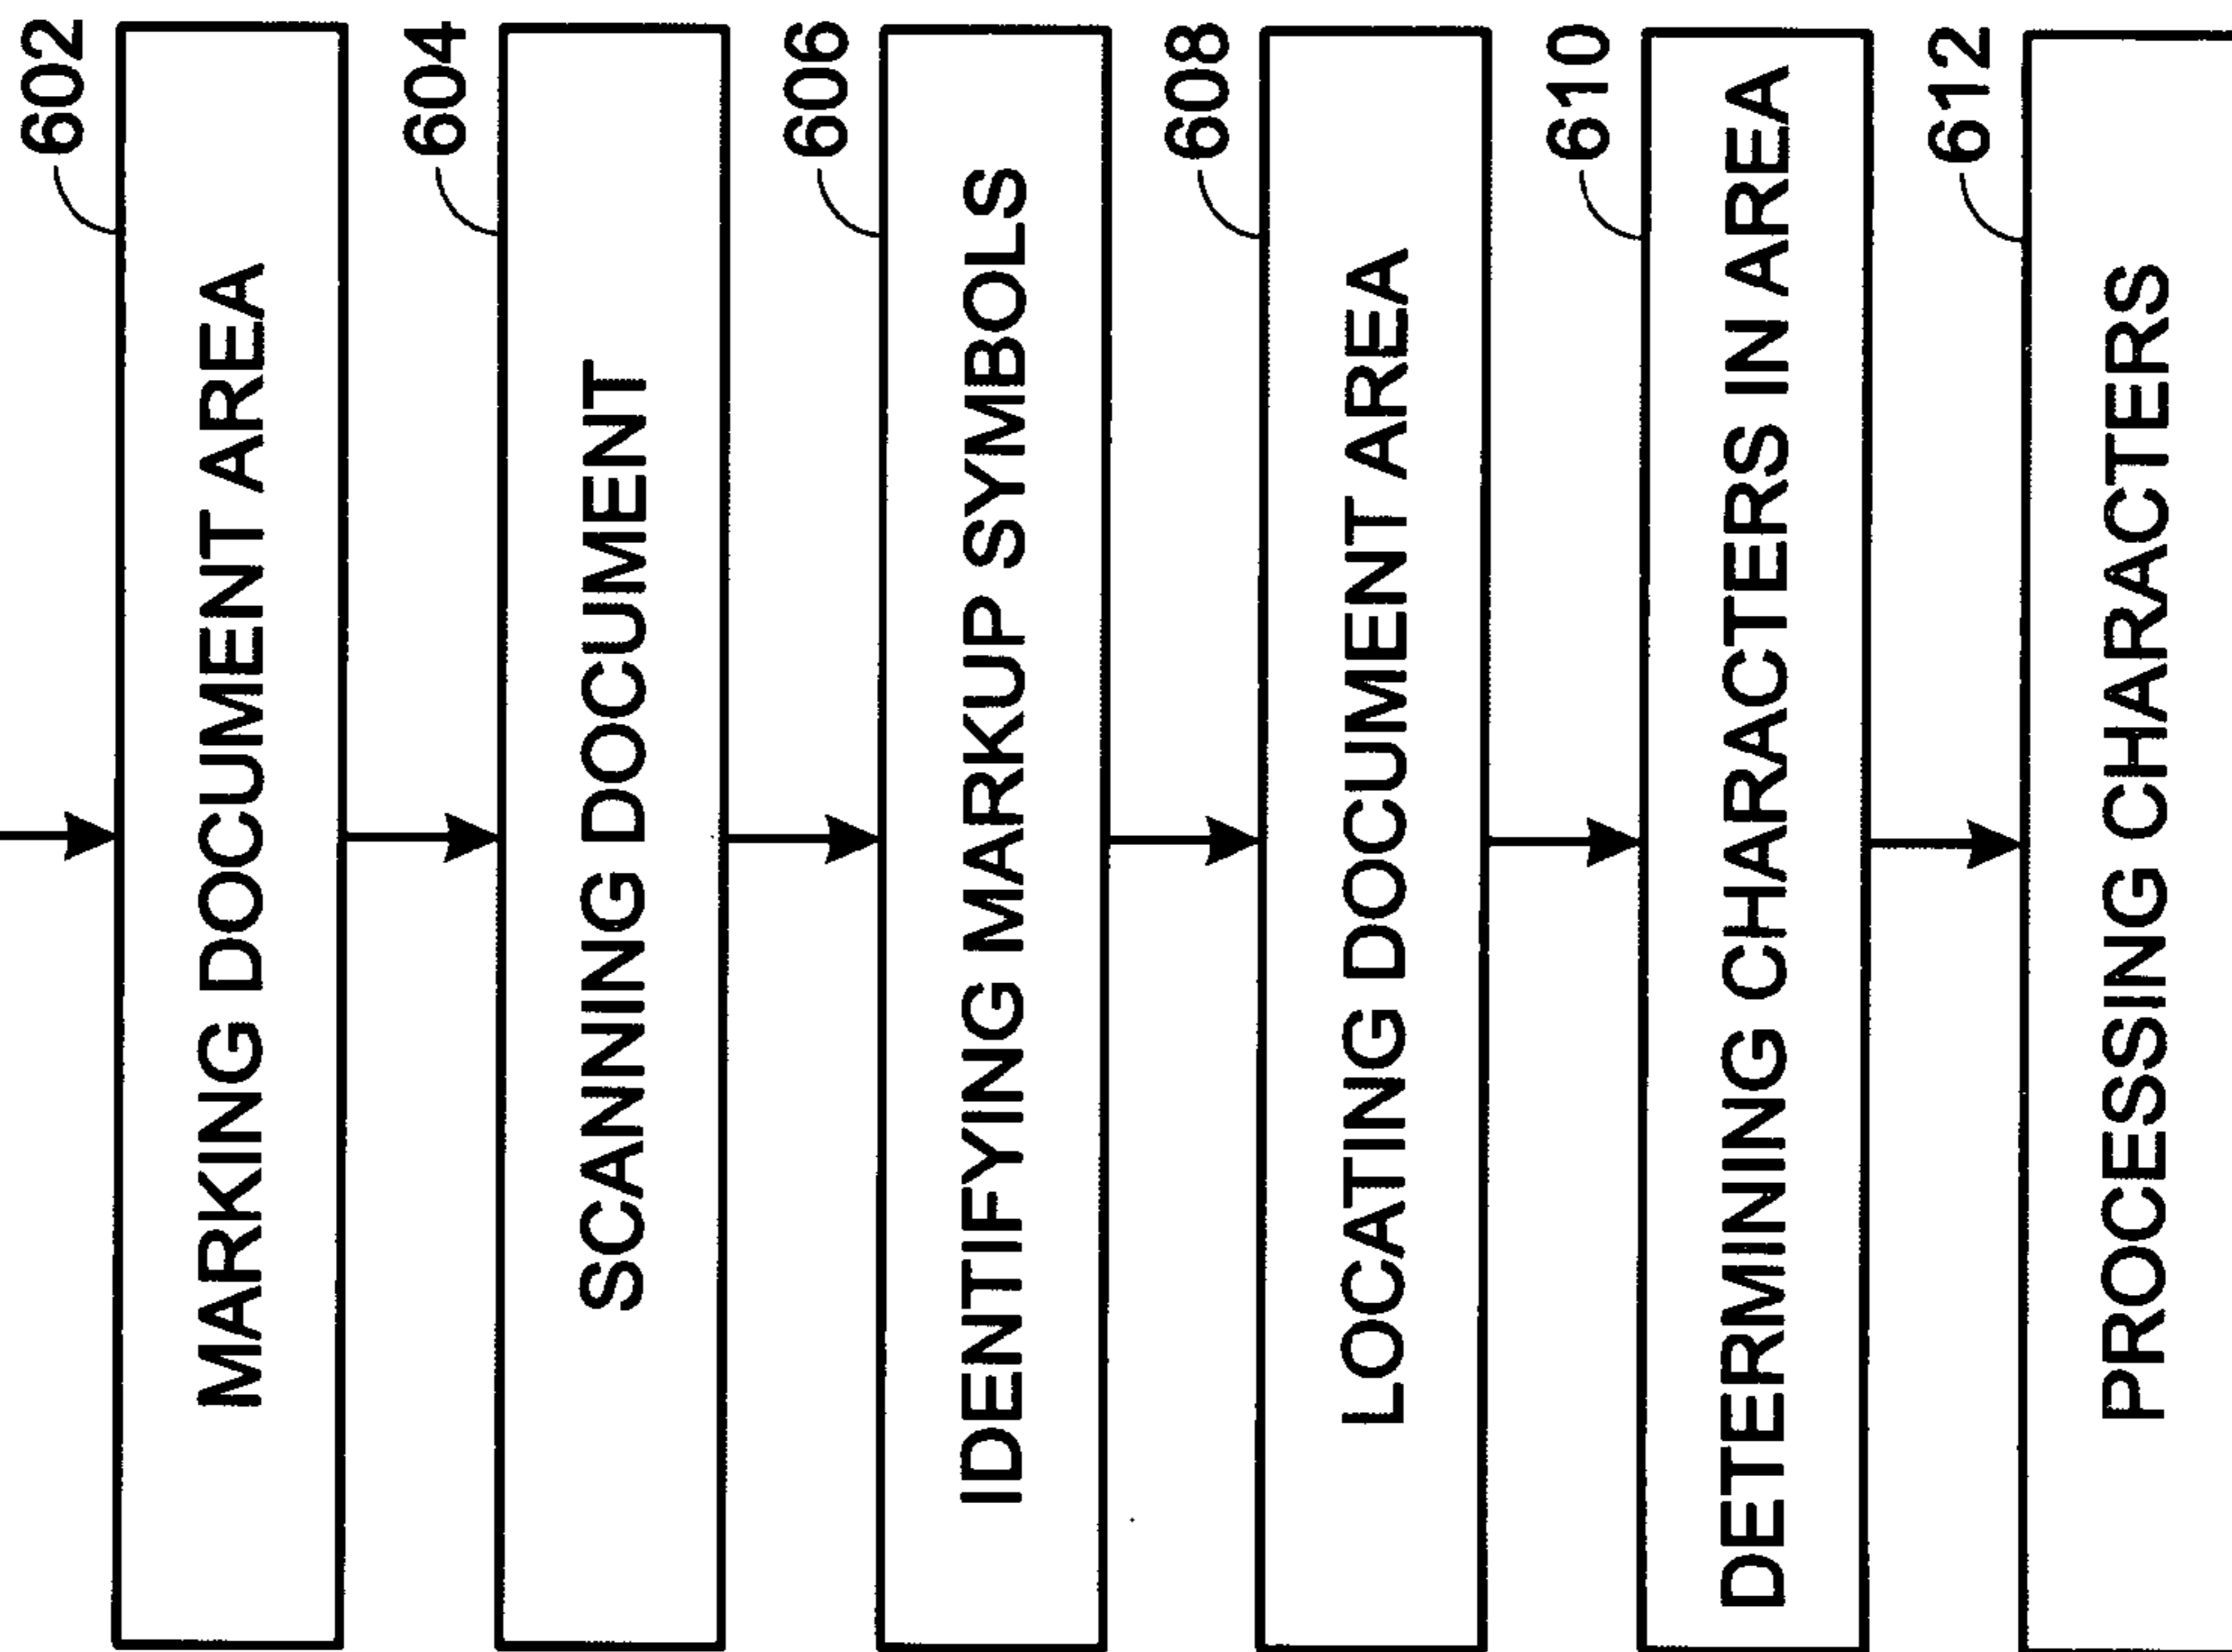 602
MARKING DOCUMENT AREA
604
SCANNING DOCUMENT
606
IDENTIFYING MARKUP SYMBOLS
608
LOCATING DOCUMENT AREA
610
DETERMINING CHARACTERS IN AREA
612
PROCESSING CHARACTERS